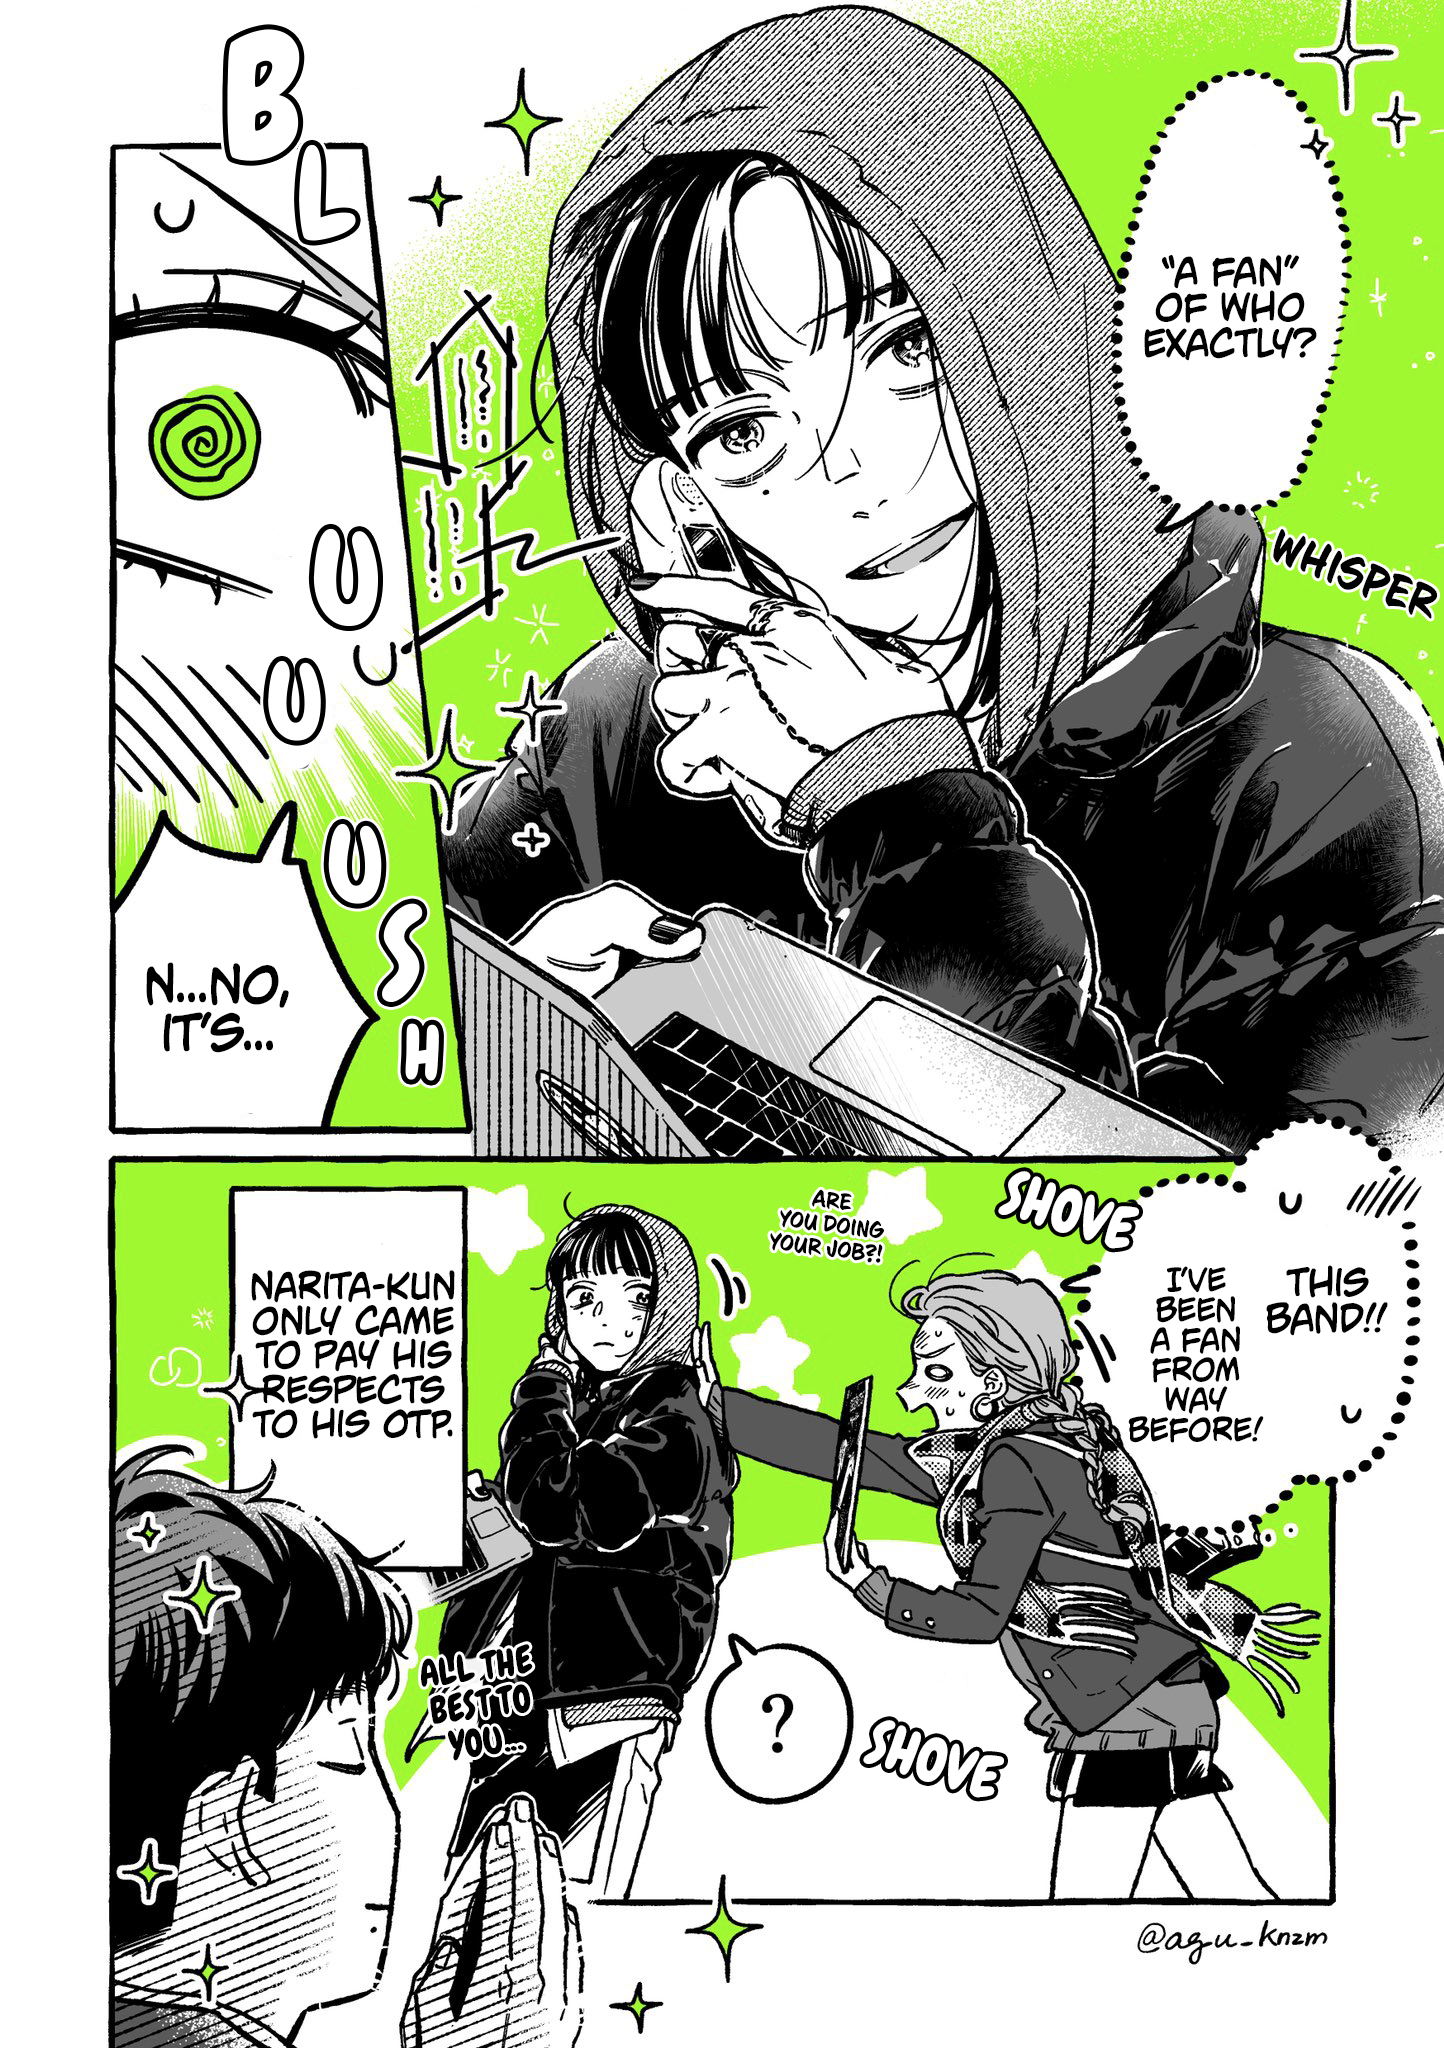 "A FAN"
OF WHO
EXACTLY?
WHISPER
BLUUUUSH
N...NO,
IT'S...
THIS
BAND!!
I'VE
BEEN
A FAN
FROM
WAY
BEFORE!
SHOVE
ARE
YOU DOING
YOUR JOB?!
?
SHOVE
NARITA-KUN
ONLY CAME
TO PAY HIS
RESPECTS
TO HIS OTP.
ALL THE
BEST TO
YOU...
@agu_knzm